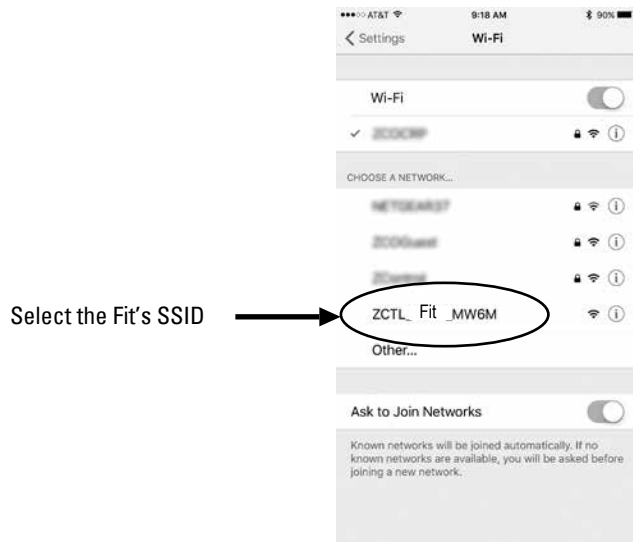 AT&T 9:18 AM 90%
Settings Wi-Fi
Wi-Fi
CHOOSE A NETWORK...
Select the Fit's SSID
ZCTL_ Fit _MW6M
Other...
Ask to Join Networks
Known networks will be joined automatically. If no
known networks are available, you will be asked before
joining a new network.